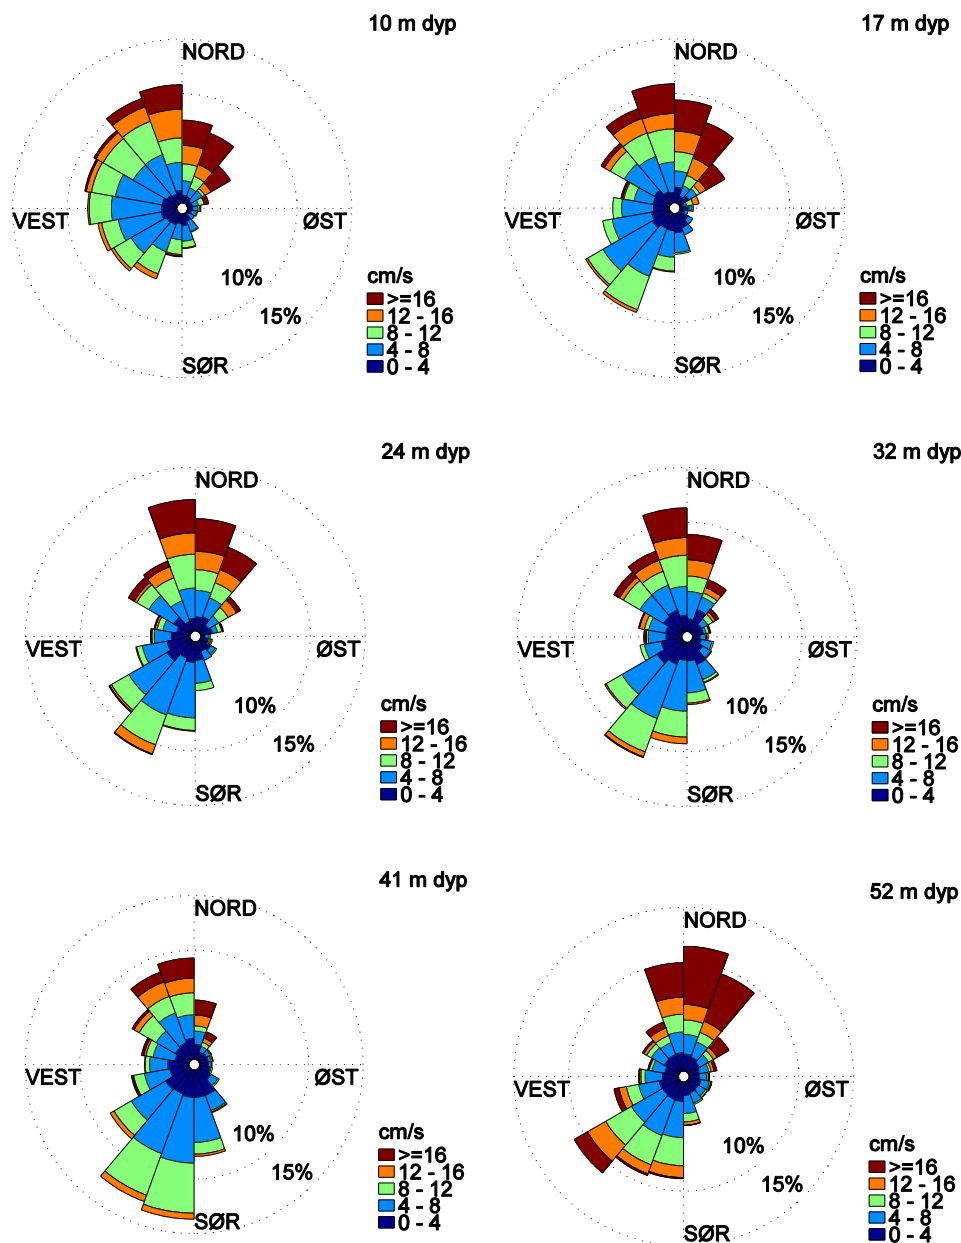 10 m dyp
NORD
VEST
ØST
10%
15%
SØR
cm/s
>=16
12 - 16
8 - 12
4 - 8
0 - 4
17 m dyp
NORD
VEST
ØST
10%
15%
SØR
cm/s
>=16
12 - 16
8 - 12
4 - 8
0 - 4
24 m dyp
NORD
VEST
ØST
10%
15%
SØR
cm/s
>=16
12 - 16
8 - 12
4 - 8
0 - 4
32 m dyp
NORD
VEST
ØST
10%
15%
SØR
cm/s
>=16
12 - 16
8 - 12
4 - 8
0 - 4
41 m dyp
NORD
VEST
ØST
10%
15%
SØR
cm/s
>=16
12 - 16
8 - 12
4 - 8
0 - 4
52 m dyp
NORD
VEST
ØST
10%
15%
SØR
cm/s
>=16
12 - 16
8 - 12
4 - 8
0 - 4